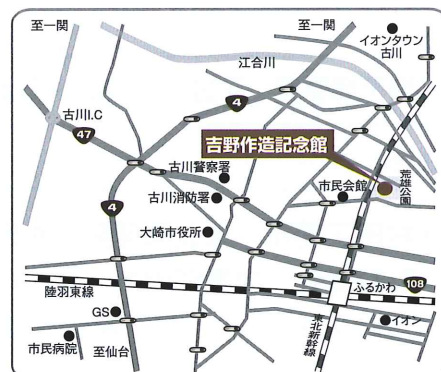 至一関
至一関
イオンタウン
古川
江合川
4
古川I.C
47
吉野作造記念館
古川警察署
荒雄公園
市民会館
古川消防署
4
大崎市役所
108
陸羽東線
ふるかわ
GS
東北新幹線
イオン
市民病院
至仙台